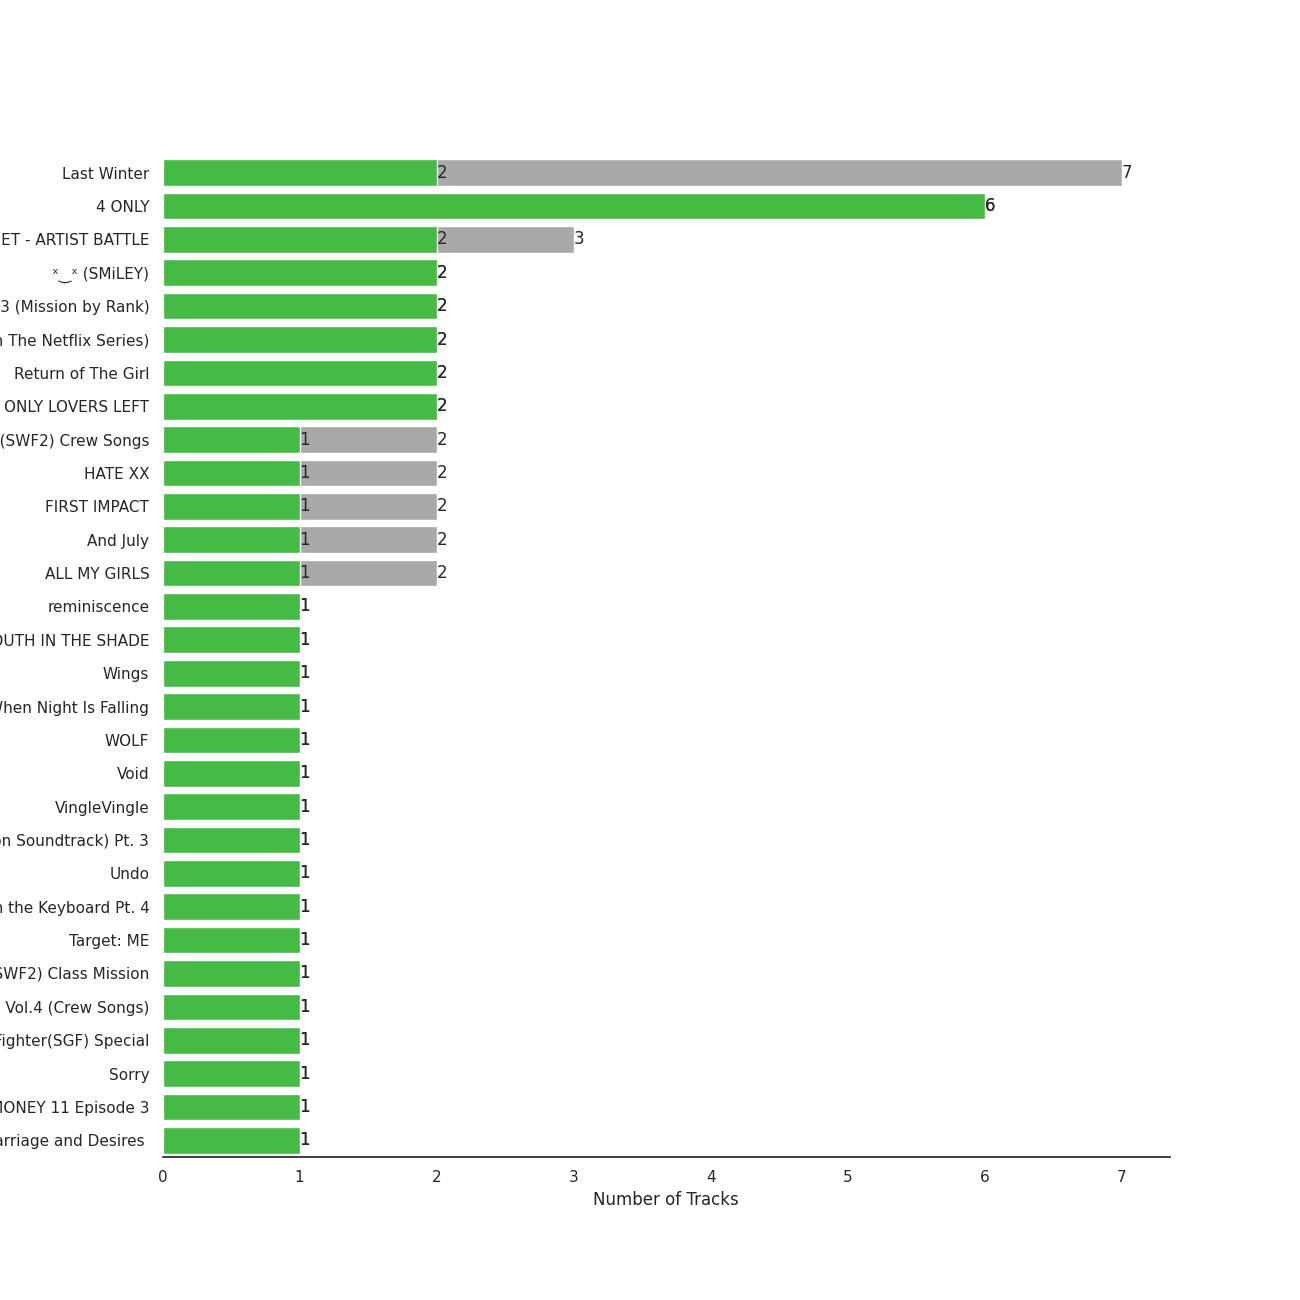 Last Winter 2 7
4 ONLY 6
ET - ARTIST BATTLE 2 3
ˣ‿ˣ (SMiLEY) 2
3 (Mission by Rank) 2
The Netflix Series) 2
Return of The Girl 2
ONLY LOVERS LEFT 2
(SWF2) Crew Songs 1 2
HATE XX 1 2
FIRST IMPACT 1 2
And July 1 2
ALL MY GIRLS 1 2
reminiscence 1
OUTH IN THE SHADE 1
Wings 1
When Night Is Falling 1
WOLF 1
Void 1
VingleVingle 1
on Soundtrack) Pt. 3 1
Undo 1
the Keyboard Pt. 4 1
Target: ME 1
SWF2) Class Mission 1
Vol.4 (Crew Songs) 1
Fighter(SGF) Special 1
Sorry 1
MONEY 11 Episode 3 1
arriage and Desires 1
0 1 2 3 4 5 6 7
Number of Tracks